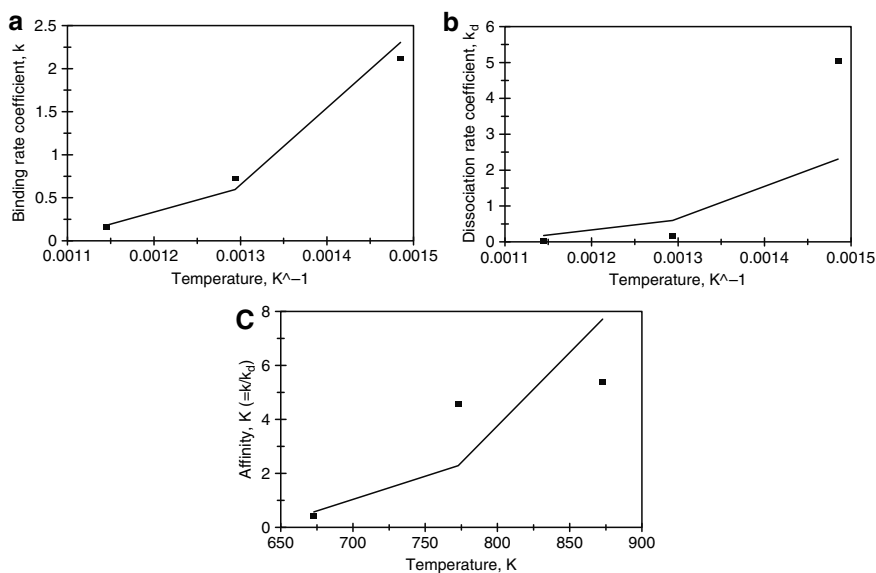 a
2.5
2
1.5
1
0.5
0
Binding rate coefficient, k
0.0011 0.0012 0.0013 0.0014 0.0015
Temperature, K^−1
b
6
5
4
3
2
1
0
Dissociation rate coefficient, kd
0.0011 0.0012 0.0013 0.0014 0.0015
Temperature, K^−1
C
8
6
4
2
0
Affinity, K (=k/kd)
650 700 750 800 850 900
Temperature, K